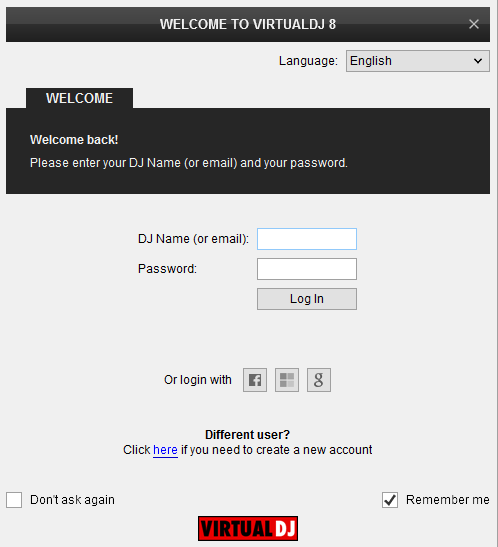 WELCOME TO VIRTUALDJ 8
Language: English
WELCOME
Welcome back!
Please enter your DJ Name (or email) and your password.
DJ Name (or email):
Password:
Log In
Or login with
Different user?
Click here if you need to create a new account
Don't ask again
Remember me
VIRTUAL DJ